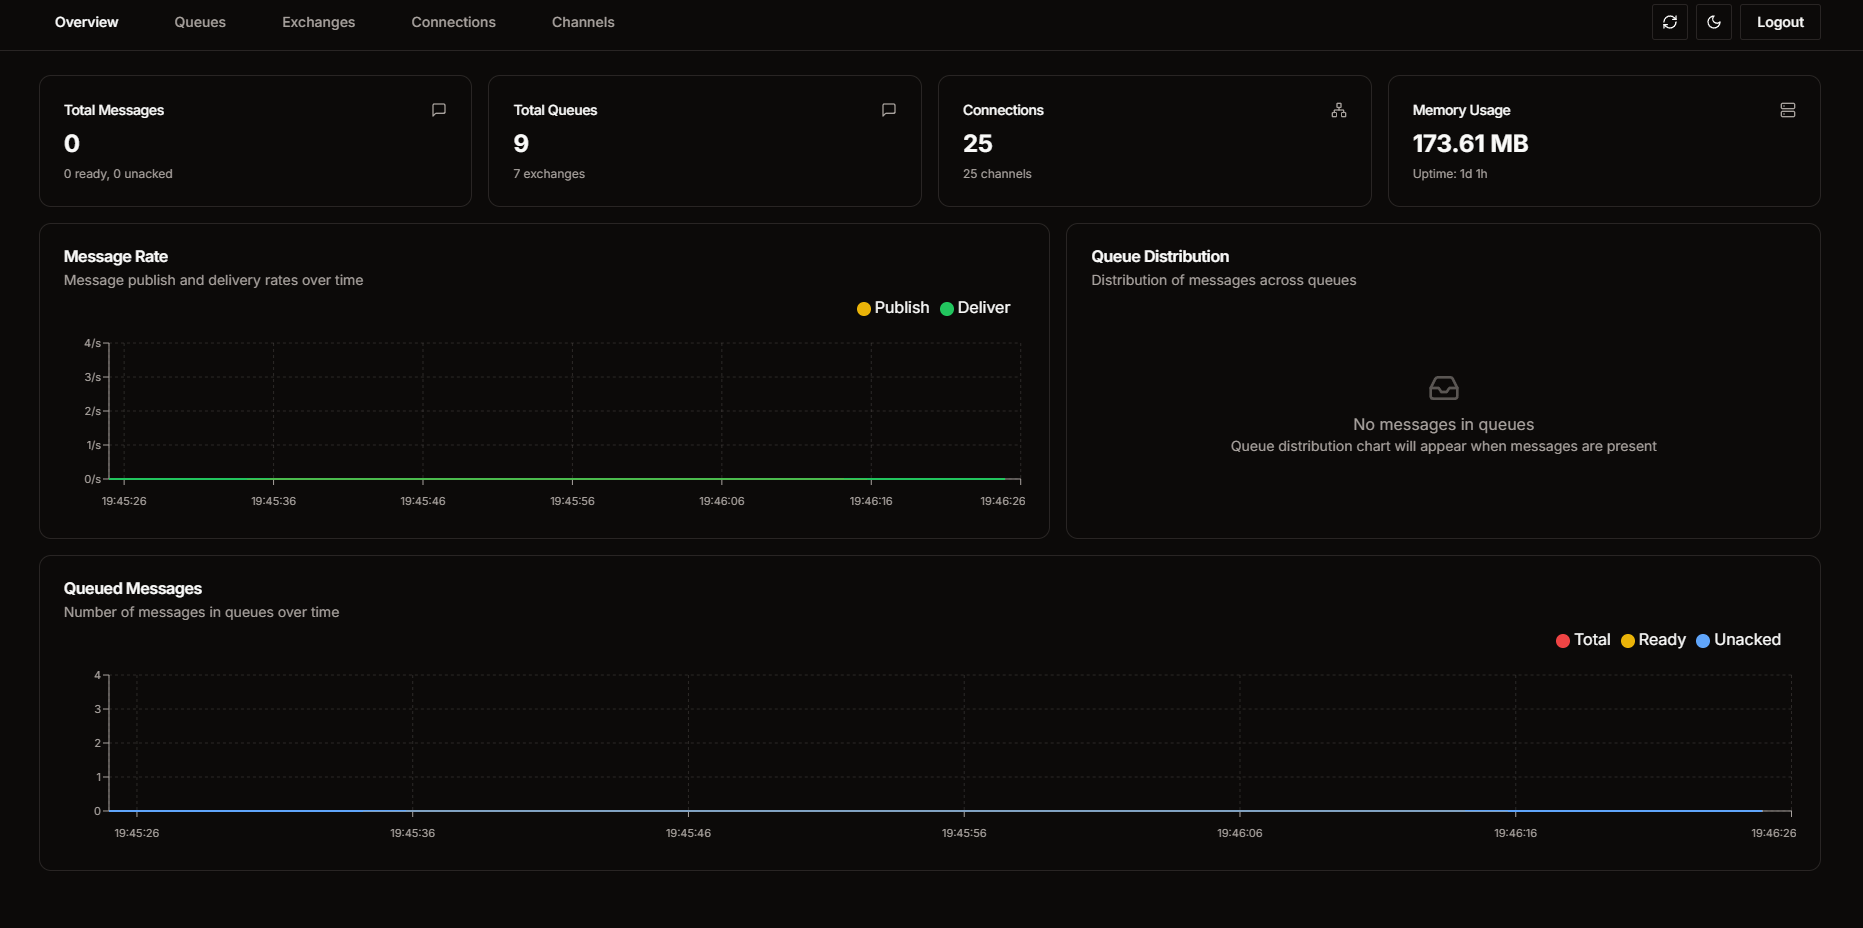 Overview Queues Exchanges Connections Channels Logout
Total Messages
0
0 ready, 0 unacked
Total Queues
9
7 exchanges
Connections
25
25 channels
Memory Usage
173.61 MB
Uptime: 1d 1h
Message Rate
Message publish and delivery rates over time
Publish Deliver
4/s
3/s
2/s
1/s
0/s
19:45:26 19:45:36 19:45:46 19:45:56 19:46:06 19:46:16 19:46:26
Queue Distribution
Distribution of messages across queues
No messages in queues
Queue distribution chart will appear when messages are present
Queued Messages
Number of messages in queues over time
Total Ready Unacked
4
3
2
1
0
19:45:26 19:45:36 19:45:46 19:45:56 19:46:06 19:46:16 19:46:26